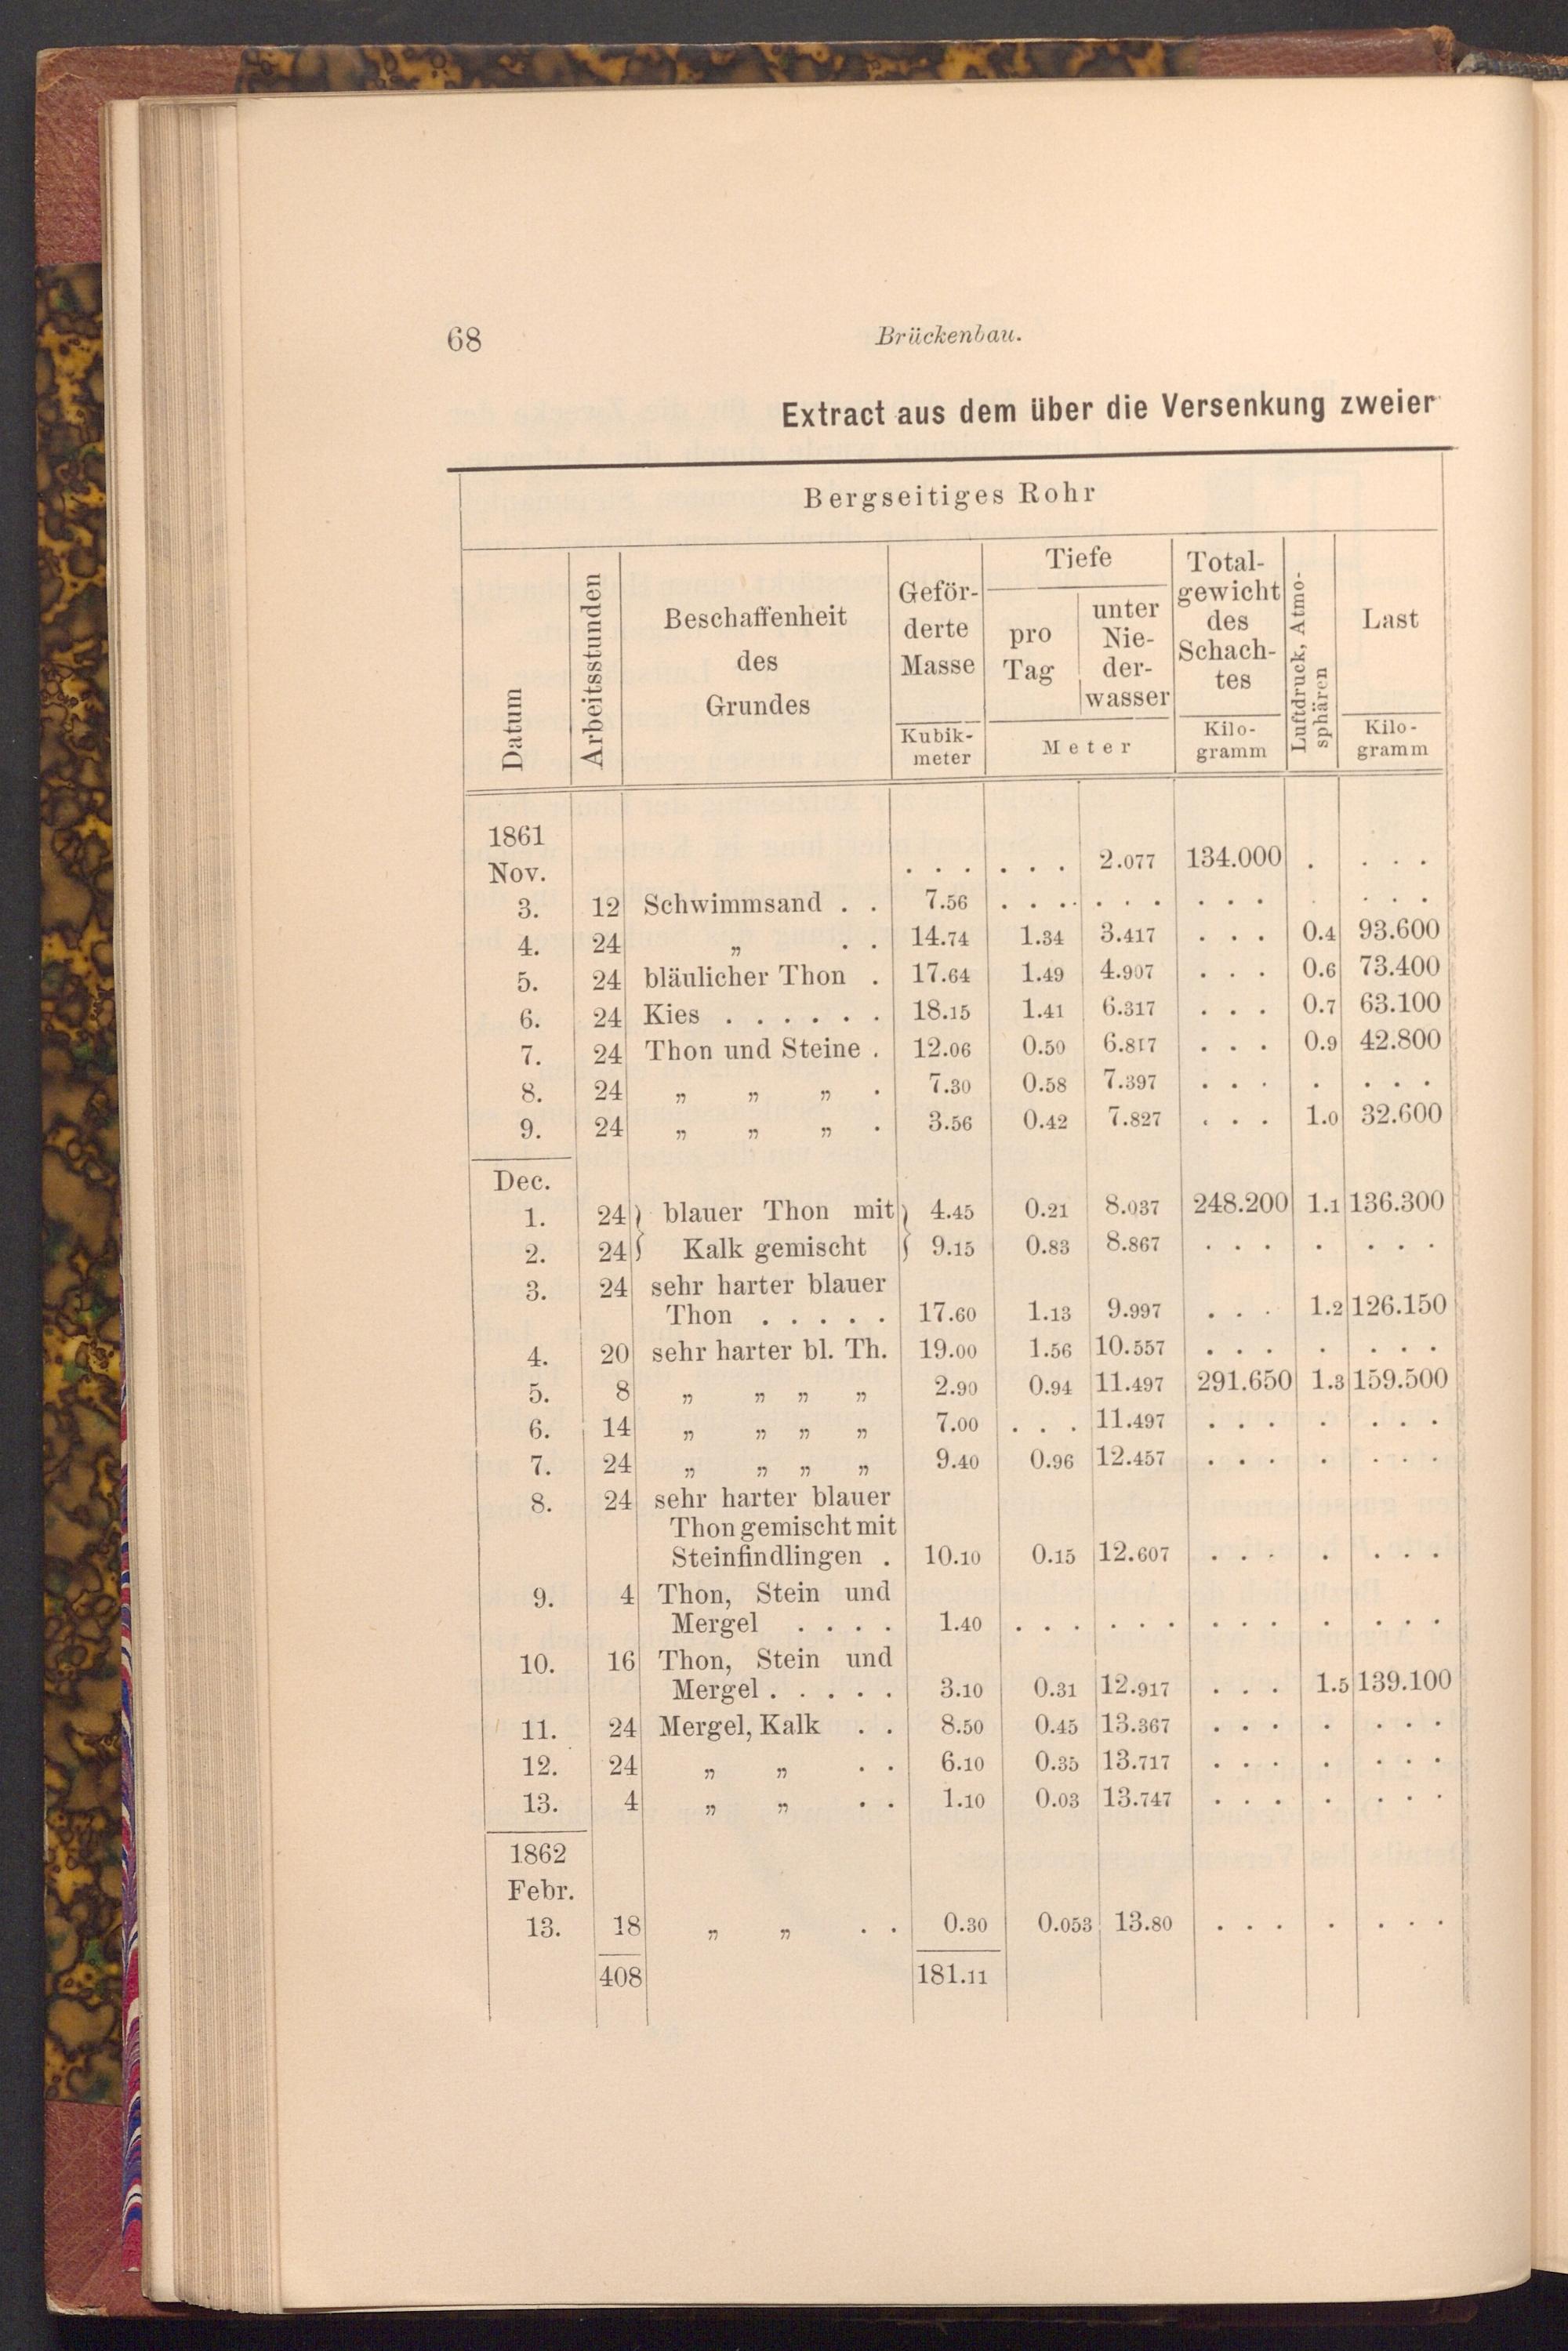 68
Brückenbau.
Extract aus dem über die Versenkung zweier
Bergseitiges Rohr
Datum
Arbeitsstunden
Beschaffenheit
des
Grundes
Geför-
derte
Masse
Kubik-
meter
Tiefe
pro
Tag
unter
Nie-
der-
wasser
Meter
Total-
gewicht
des
Schach-
tes
Kilo-
gramm
Luftdruck, Atmo-
sphären
Last
Kilo-
gramm
1861
Nov. . . . . . . 2.077 134.000 . . . .
3. 12 Schwimmsand . . 7.56 . . . . . . . . . . . . .
4. 24 „ . . 14.74 1.34 3.417 . . . 0.4 93.600
5. 24 bläulicher Thon . 17.64 1.49 4.907 . . . 0.6 73.400
6. 24 Kies . . . . . . 18.15 1.41 6.317 . . . 0.7 63.100
7. 24 Thon und Steine . 12.06 0.50 6.817 . . . 0.9 42.800
8. 24 „ „ „ . 7.30 0.58 7.397 . . . . . . .
9. 24 „ „ „ . 3.56 0.42 7.827 . . . 1.0 32.600
Dec.
1. 24 } blauer Thon mit } 4.45 0.21 8.037 248.200 1.1 136.300
2. 24 } Kalk gemischt } 9.15 0.83 8.867 . . . . . . .
3. 24 sehr harter blauer
Thon . . . . . 17.60 1.13 9.997 . . . 1.2 126.150
4. 20 sehr harter bl. Th. 19.00 1.56 10.557 . . . . . . .
5. 8 „ „ „ „ 2.90 0.94 11.497 291.650 1.3 159.500
6. 14 „ „ „ „ 7.00 . . . 11.497 . . . . . . .
7. 24 „ „ „ „ 9.40 0.96 12.457 . . . . . . .
8. 24 sehr harter blauer
Thon gemischt mit
Steinfindlingen . 10.10 0.15 12.607 . . . . . . .
9. 4 Thon, Stein und
Mergel . . . . 1.40 . . . . . . . . . . . . .
10. 16 Thon, Stein und
Mergel . . . . . 3.10 0.31 12.917 . . . 1.5 139.100
11. 24 Mergel, Kalk . . 8.50 0.45 13.367 . . . . . . .
12. 24 „ „ . . 6.10 0.35 13.717 . . . . . . .
13. 4 „ „ . . 1.10 0.03 13.747 . . . . . . .
1862
Febr.
13. 18 „ „ . . 0.30 0.053 13.80 . . . . . . .
408 181.11